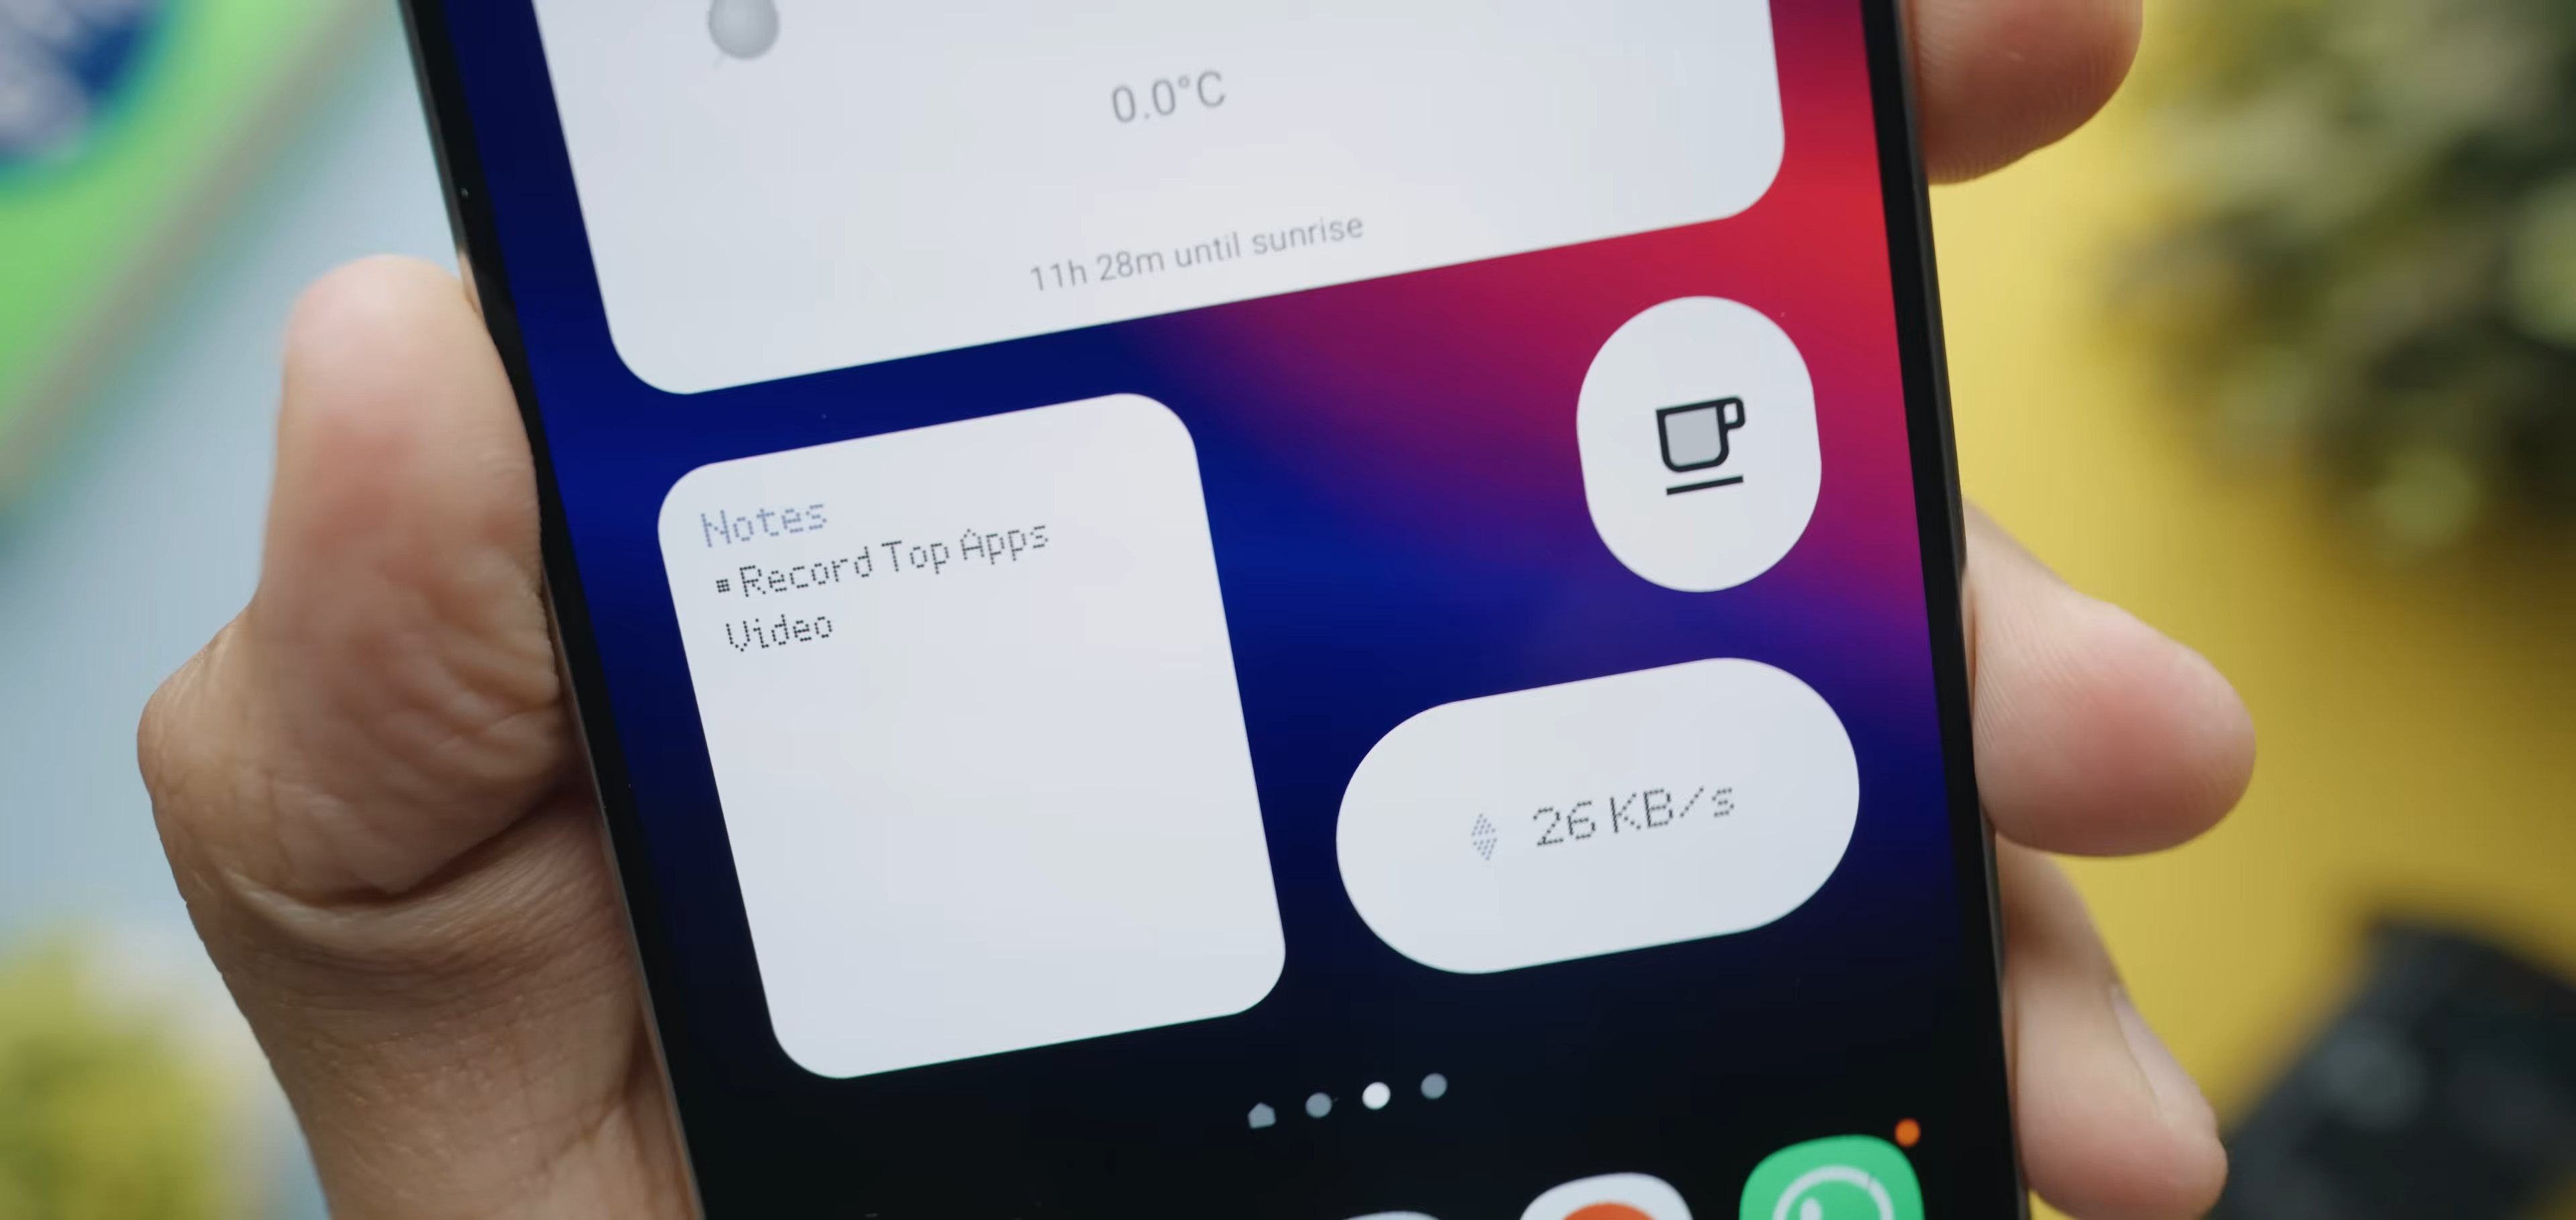 0.0°C
11h 28m until sunrise
Notes
▪ Record Top Apps
Video
26 KB/s